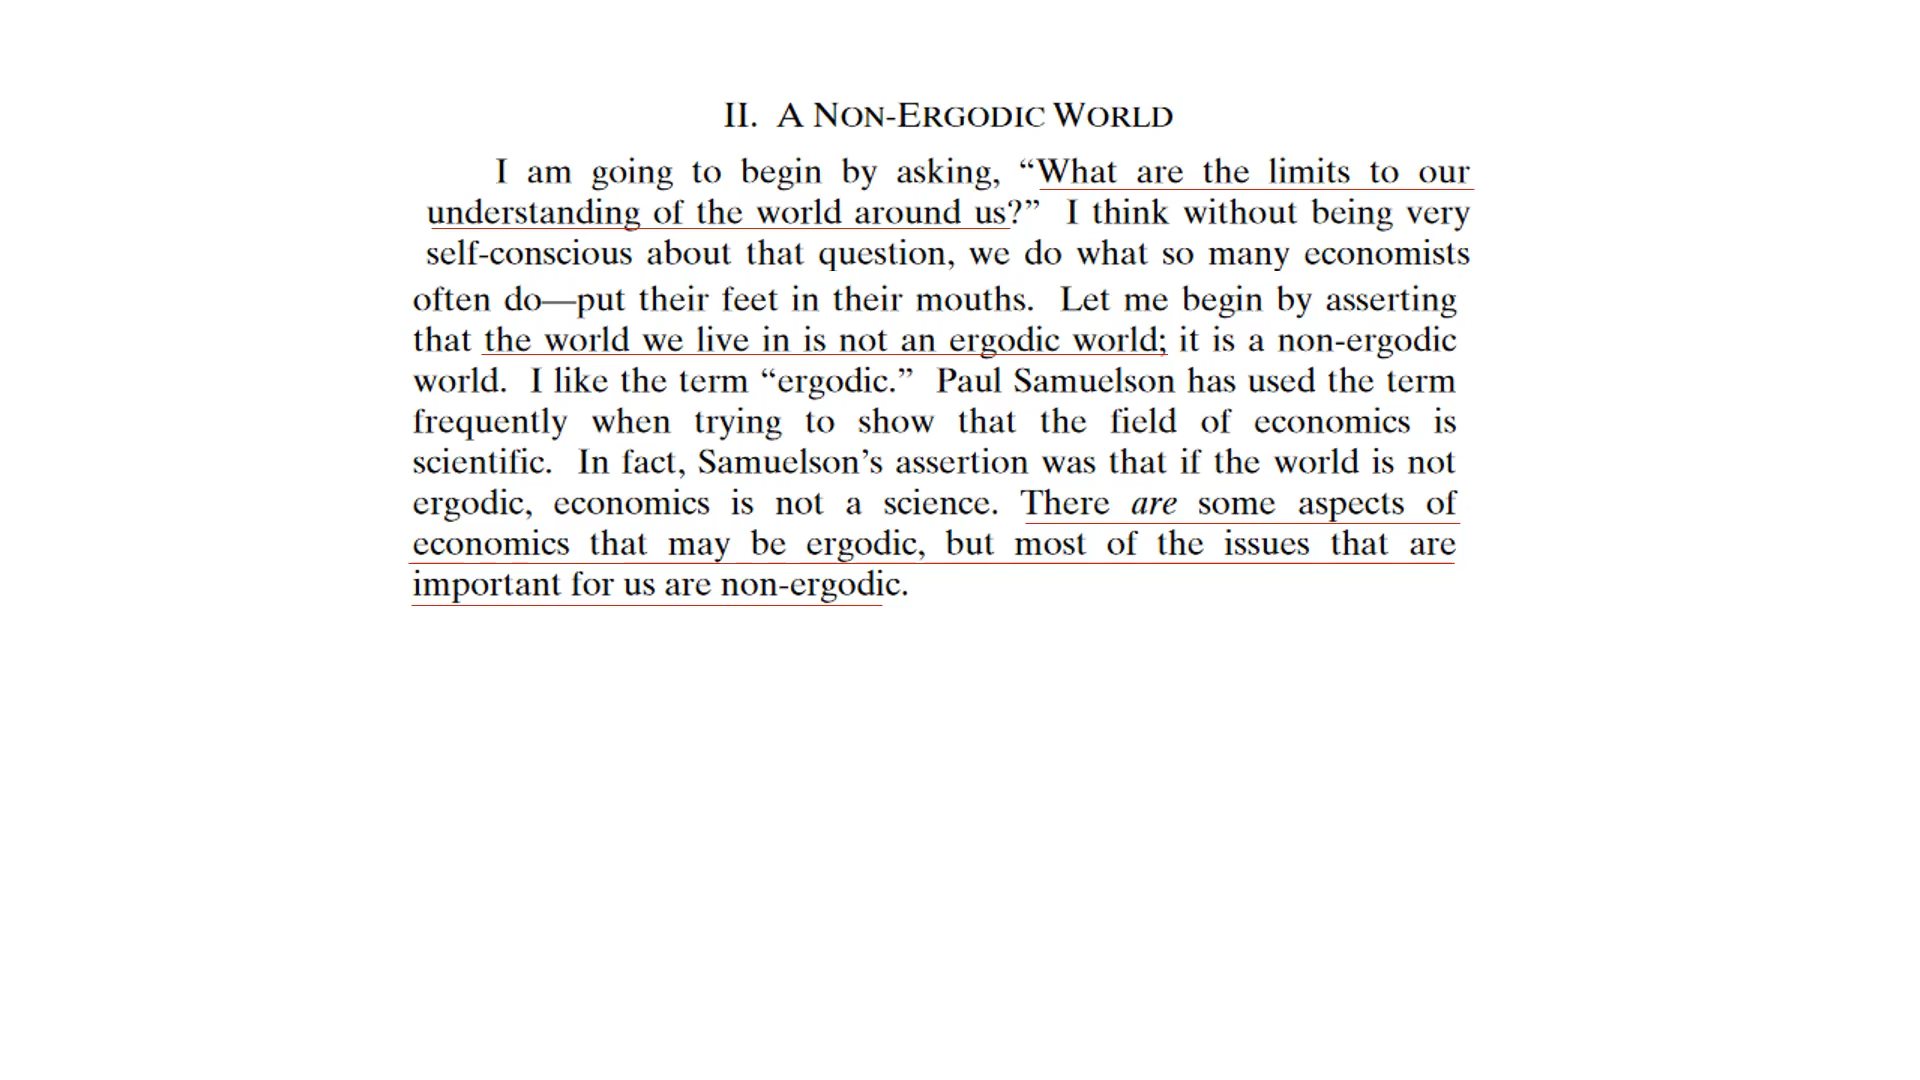 II. A NON-ERGODIC WORLD
I am going to begin by asking, “What are the limits to our
understanding of the world around us?” I think without being very
self-conscious about that question, we do what so many economists
often do—put their feet in their mouths. Let me begin by asserting
that the world we live in is not an ergodic world; it is a non-ergodic
world. I like the term “ergodic.” Paul Samuelson has used the term
frequently when trying to show that the field of economics is
scientific. In fact, Samuelson’s assertion was that if the world is not
ergodic, economics is not a science. There are some aspects of
economics that may be ergodic, but most of the issues that are
important for us are non-ergodic.